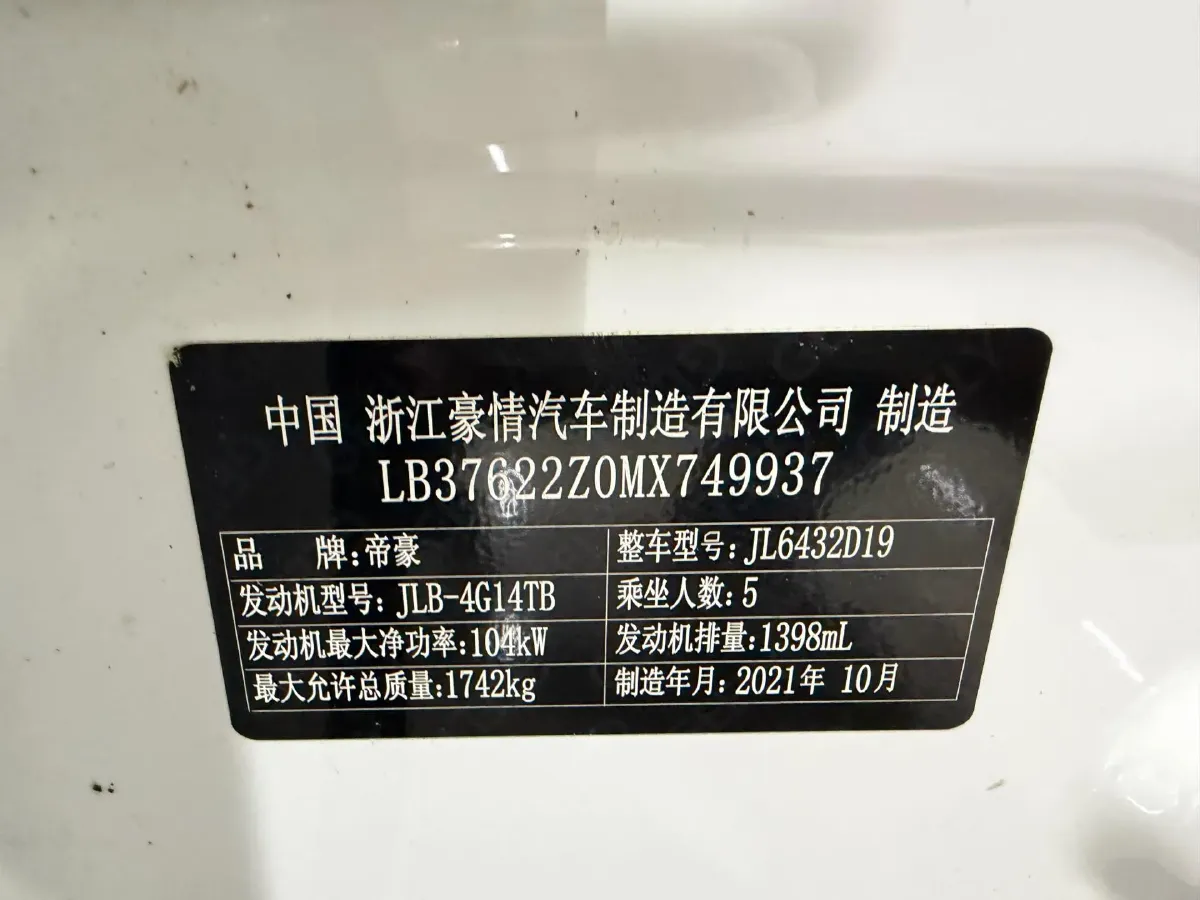 中国 浙江豪情汽车制造有限公司 制造
LB37622Z0MX749937
品 牌:帝豪 整车型号:JL6432D19
发动机型号: JLB-4G14TB 乘坐人数:5
发动机最大净功率:104kW 发动机排量:1398mL
最大允许总质量:1742kg 制造年月: 2021年 10月